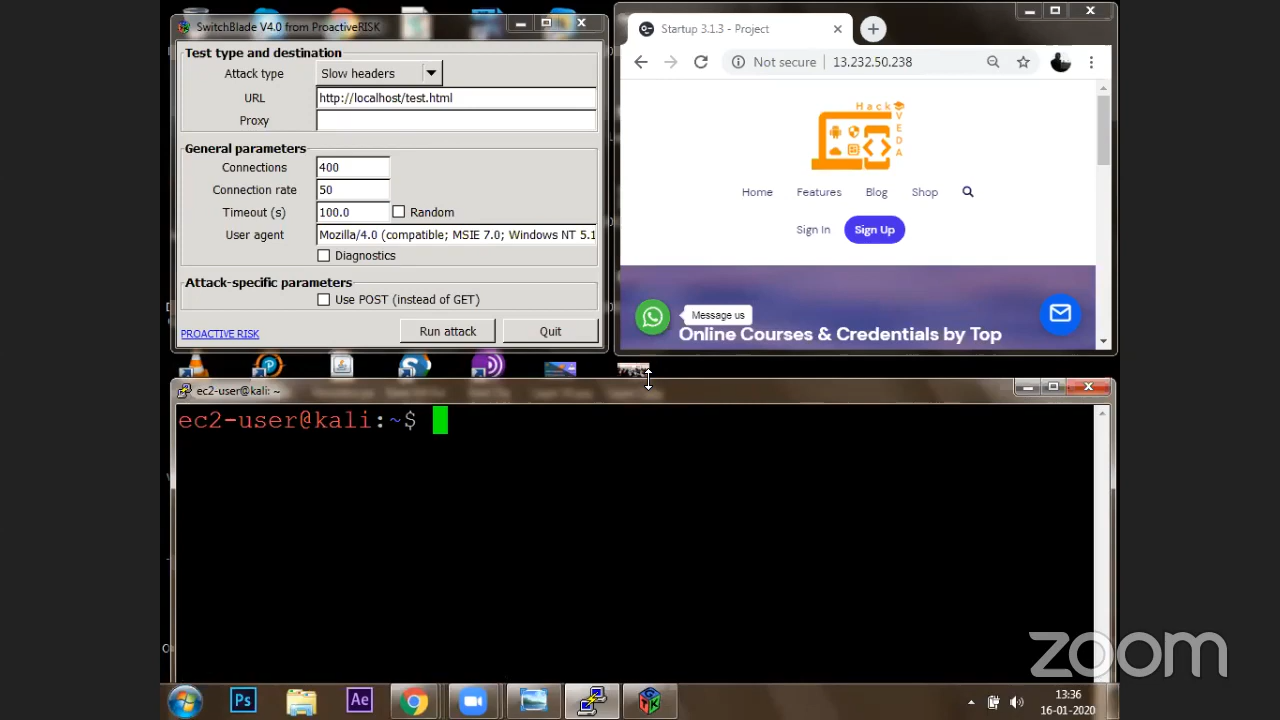 SwitchBlade V4.0 from ProactiveRISK
Test type and destination
Attack type
Slow headers
URL
http://localhost/test.html
Proxy
General parameters
Connections
400
Connection rate
50
Timeout (s)
100.0
Random
User agent
Mozilla/4.0 (compatible; MSIE 7.0; Windows NT 5.1
Diagnostics
Attack-specific parameters
Use POST (instead of GET)
PROACTIVE RISK
Run attack
Quit
Startup 3.1.3 - Project
Not secure
13.232.50.238
Hack
VEDA
Home
Features
Blog
Shop
Sign In
Sign Up
Message us
Online Courses & Credentials by Top
ec2-user@kali: ~
ec2-user@kali:~$
zoom
Ps
Ae
13:36
16-01-2020